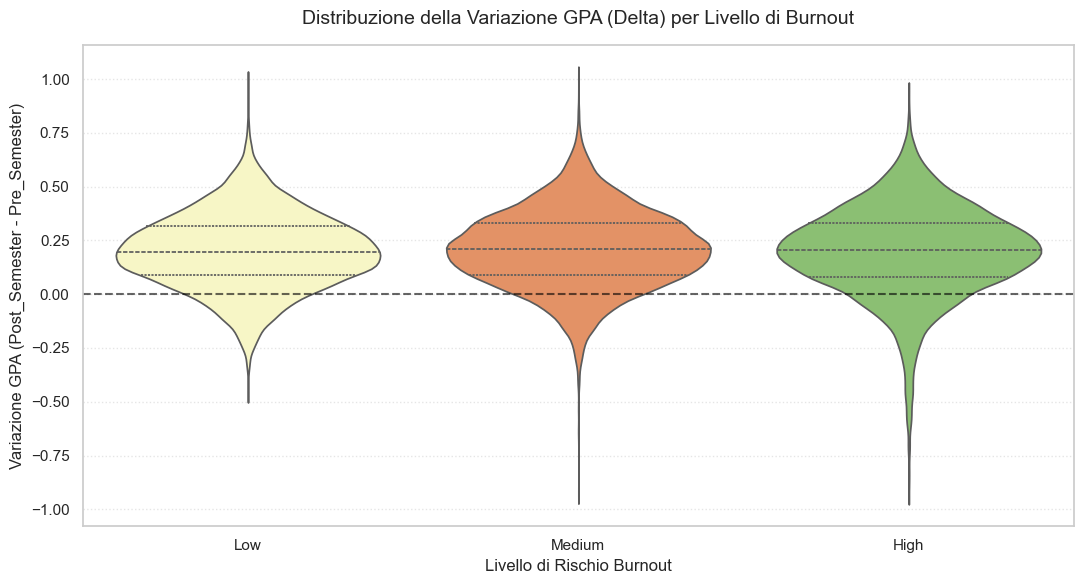 Distribuzione della Variazione GPA (Delta) per Livello di Burnout
Variazione GPA (Post_Semester - Pre_Semester)
1.00
0.75
0.50
0.25
0.00
−0.25
−0.50
−0.75
−1.00
Low
Medium
High
Livello di Rischio Burnout